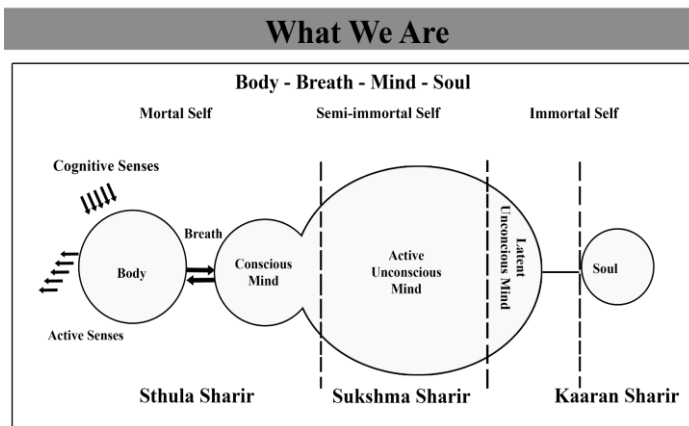 What We Are
Body - Breath - Mind - Soul
Mortal Self
Semi-immortal Self
Immortal Self
Cognitive Senses
Breath
Body
Conscious
Mind
Active
Unconscious
Mind
Latent
Unconcious Mind
Soul
Active Senses
Sthula Sharir
Sukshma Sharir
Kaaran Sharir